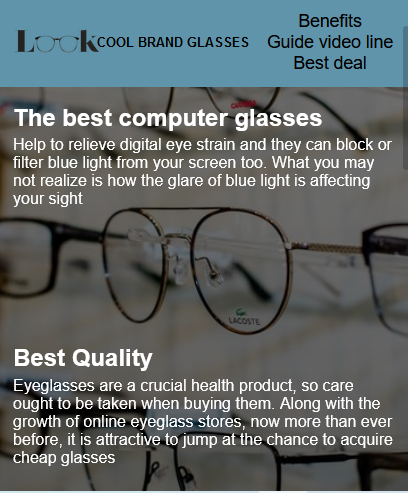 Look COOL BRAND GLASSES
Benefits
Guide video line
Best deal
The best computer glasses
Help to relieve digital eye strain and they can block or
filter blue light from your screen too. What you may
not realize is how the glare of blue light is affecting
your sight
LACOSTE
Best Quality
Eyeglasses are a crucial health product, so care
ought to be taken when buying them. Along with the
growth of online eyeglass stores, now more than ever
before, it is attractive to jump at the chance to acquire
cheap glasses